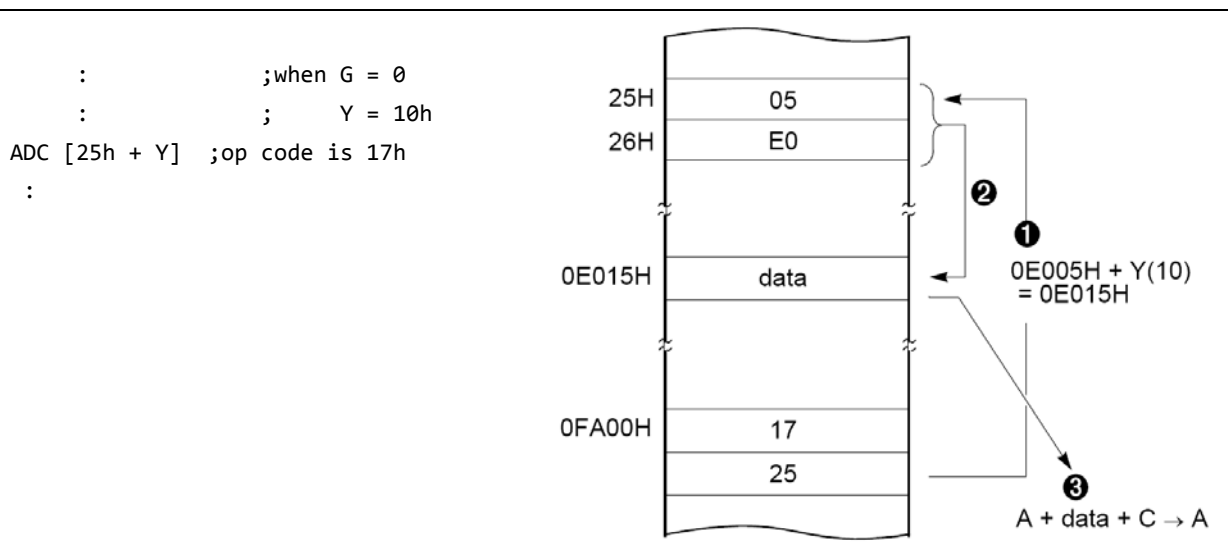 : ;when G = 0
: ; Y = 10h
ADC [25h + Y] ;op code is 17h
:
25H 05
26H E0
❷
❶
0E015H data
0E005H + Y(10)
= 0E015H
0FA00H 17
25
❸
A + data + C → A